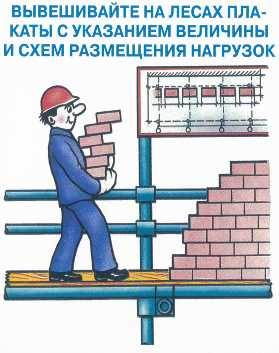 ВЫВЕШИВАЙТЕ НА ЛЕСАХ ПЛА-
КАТЫ С УКАЗАНИЕМ ВЕЛИЧИНЫ
И СХЕМ РАЗМЕЩЕНИЯ НАГРУЗОК